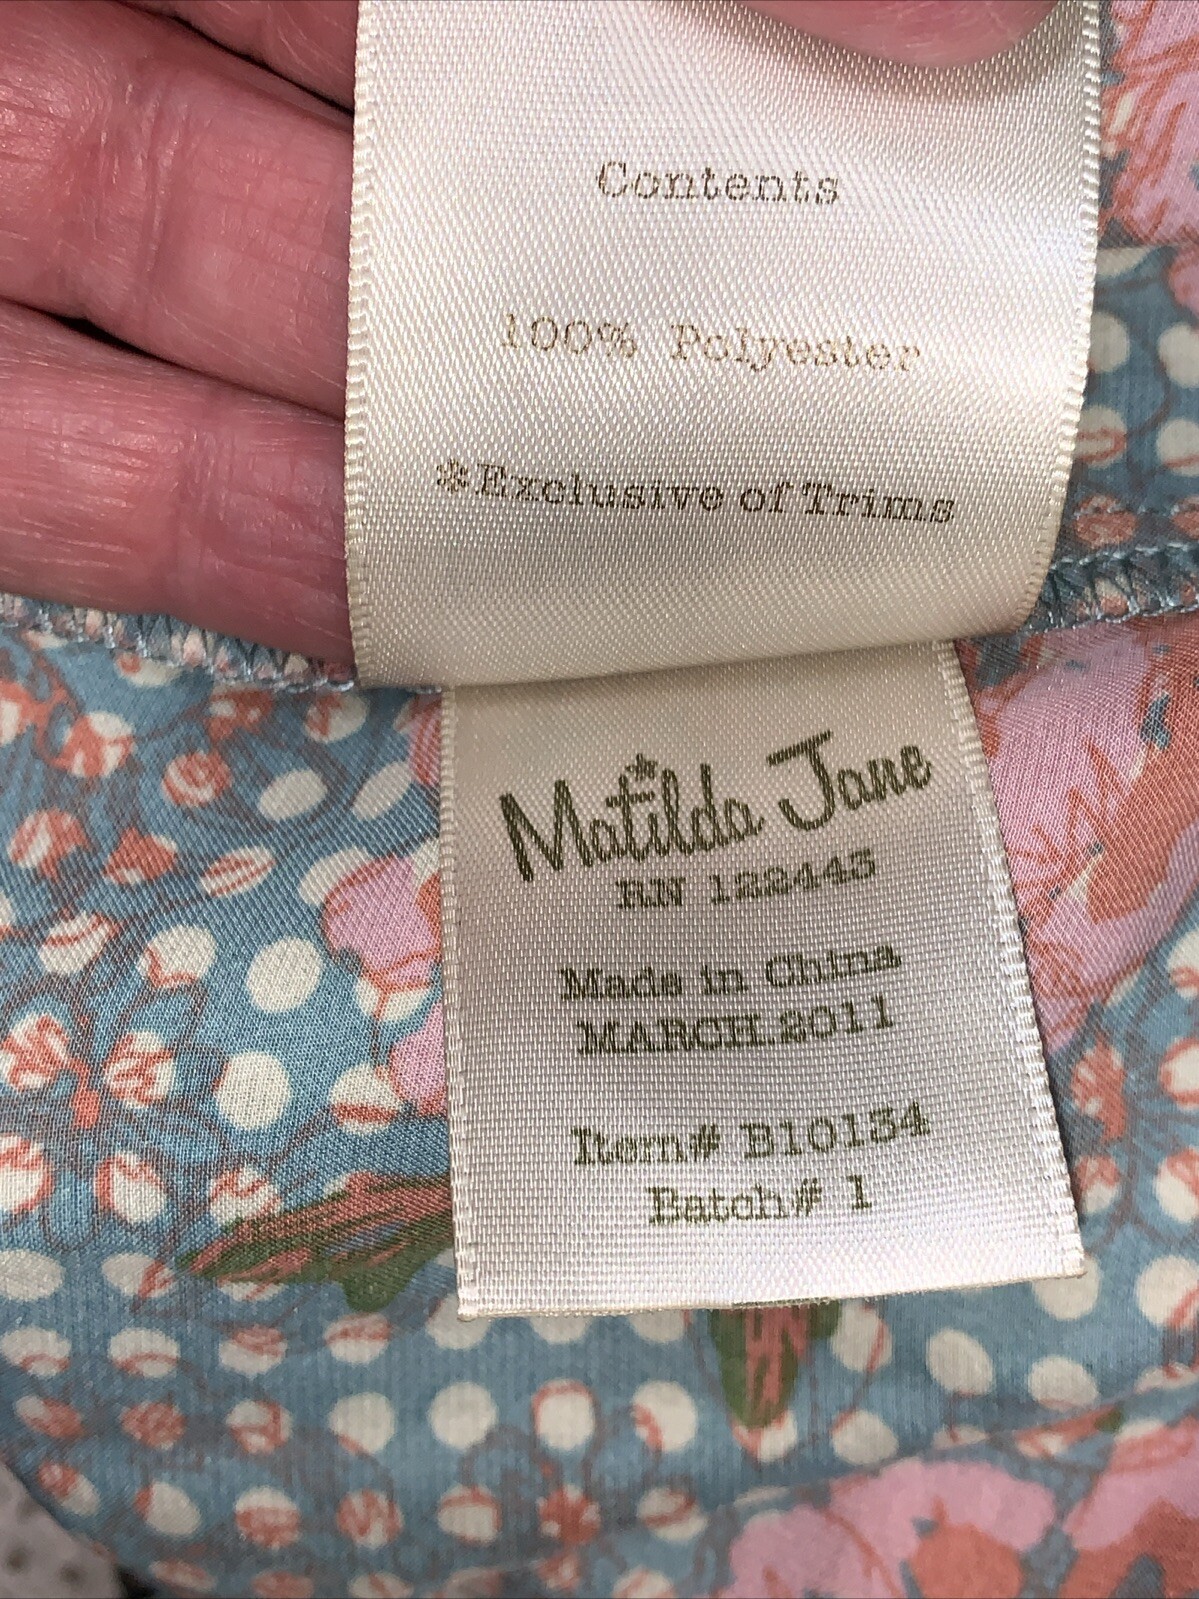 Contents
100% Polyester
*Exclusive of Trims
Matilda Jane
RN 122443
Made in China
MARCH.2011
Item# B10134
Batch# 1